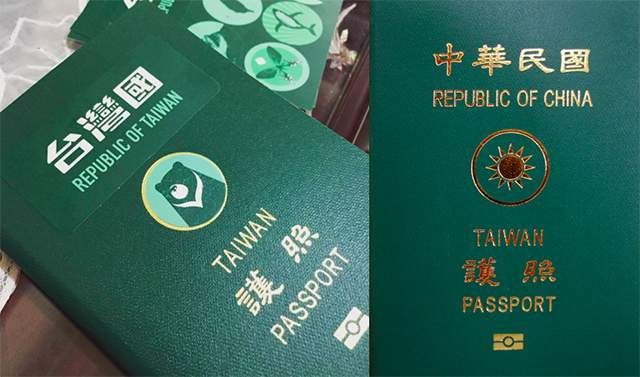 台灣國
REPUBLIC OF TAIWAN
TAIWAN
護照
PASSPORT
中華民國
REPUBLIC OF CHINA
TAIWAN
護照
PASSPORT